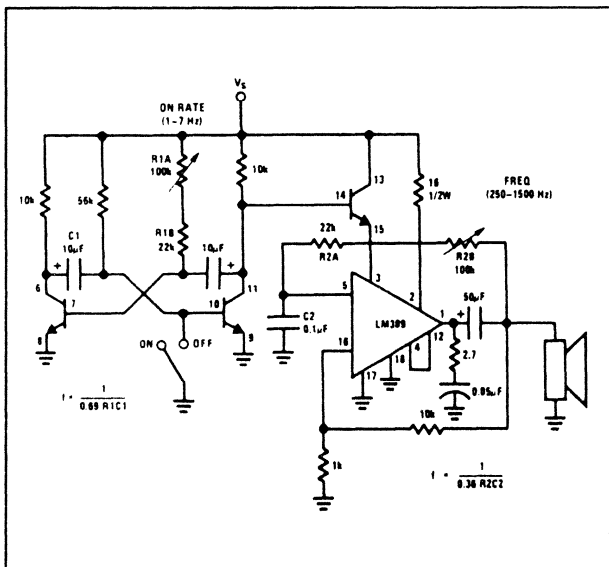 VS
ON RATE
(1–7 Hz)
R1A
100k
10k
13
14
15
16
1/2W
FREQ
(250–1500 Hz)
10k
56k
C1
10µF
+
R1B
22k
10µF
+
22k
R2A
R2B
100k
6
7
8
11
10
9
ON
OFF
C2
0.1µF
5
3
2
LM389
1
12
4
18
17
16
50µF
+
2.7
0.05µF
10k
1k
f = 1 / 0.69 R1C1
f = 1 / 0.36 R2C2